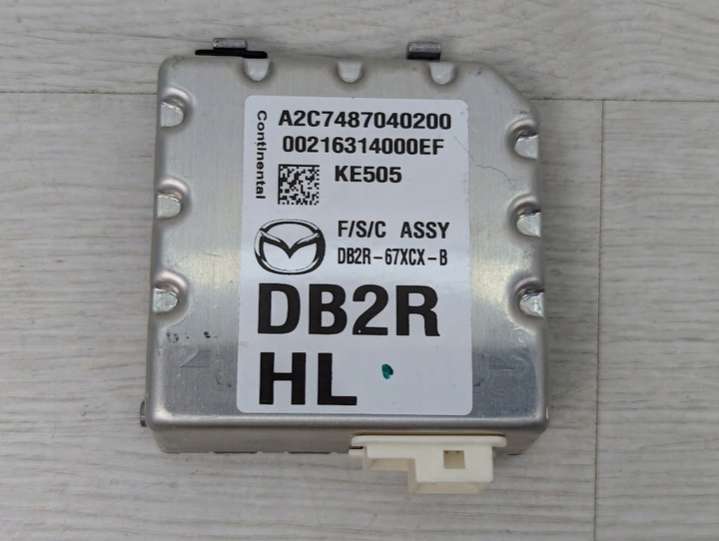 Continental
A2C7487040200
00216314000EF
KE505
F/S/C ASSY
DB2R-67XCX-B
DB2R
HL